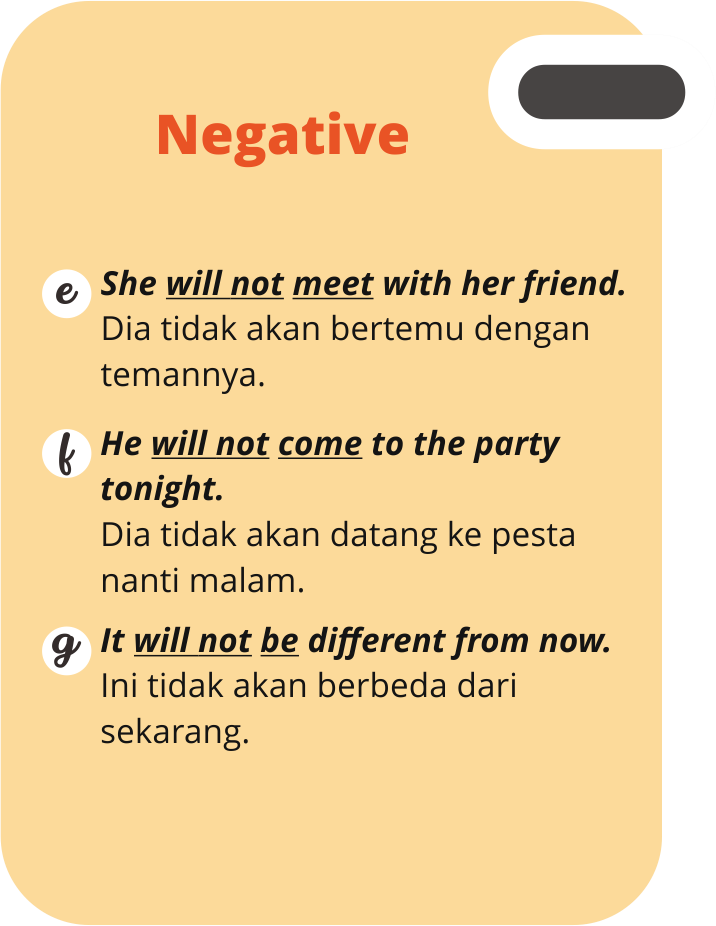 Negative
e She will not meet with her friend.
Dia tidak akan bertemu dengan
temannya.
f He will not come to the party
tonight.
Dia tidak akan datang ke pesta
nanti malam.
g It will not be different from now.
Ini tidak akan berbeda dari
sekarang.